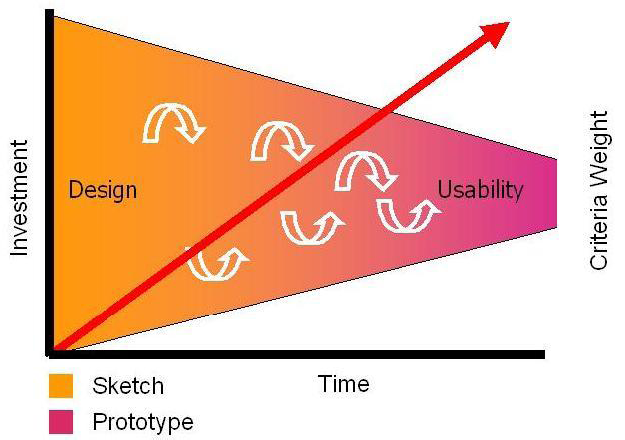 Investment
Design
Usability
Criteria Weight
Time
Sketch
Prototype